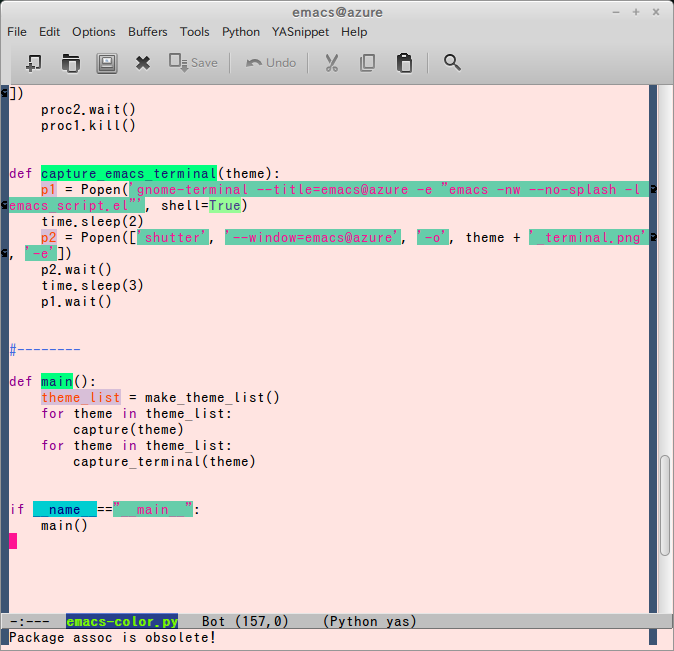 emacs@azure
File Edit Options Buffers Tools Python YASnippet Help
Save Undo
])
    proc2.wait()
    proc1.kill()
def capture_emacs_terminal(theme):
    p1 = Popen('gnome-terminal --title=emacs@azure -e "emacs -nw --no-splash -l
emacs_script.el"', shell=True)
    time.sleep(2)
    p2 = Popen(['shutter', '--window=emacs@azure', '-o', theme + '_terminal.png'
, '-e'])
    p2.wait()
    time.sleep(3)
    p1.wait()
#--------
def main():
    theme_list = make_theme_list()
    for theme in theme_list:
        capture(theme)
    for theme in theme_list:
        capture_terminal(theme)
if __name__=="__main__":
    main()
-:--- emacs-color.py Bot (157,0) (Python yas)
Package assoc is obsolete!